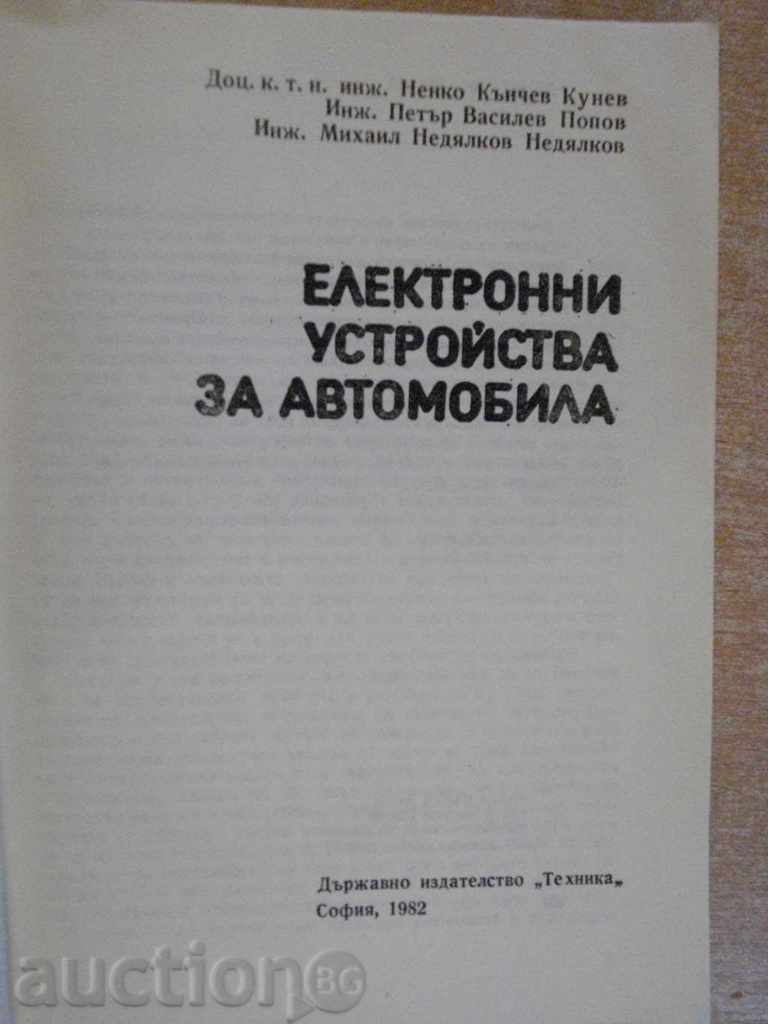 Доц. к. т. н. инж. Ненко Кънчев Кунев
Инж. Петър Василев Попов
Инж. Михаил Недялков Недялков
ЕЛЕКТРОННИ
УСТРОЙСТВА
ЗА АВТОМОБИЛА
Държавно издателство „Техника„
София, 1982
auction BG